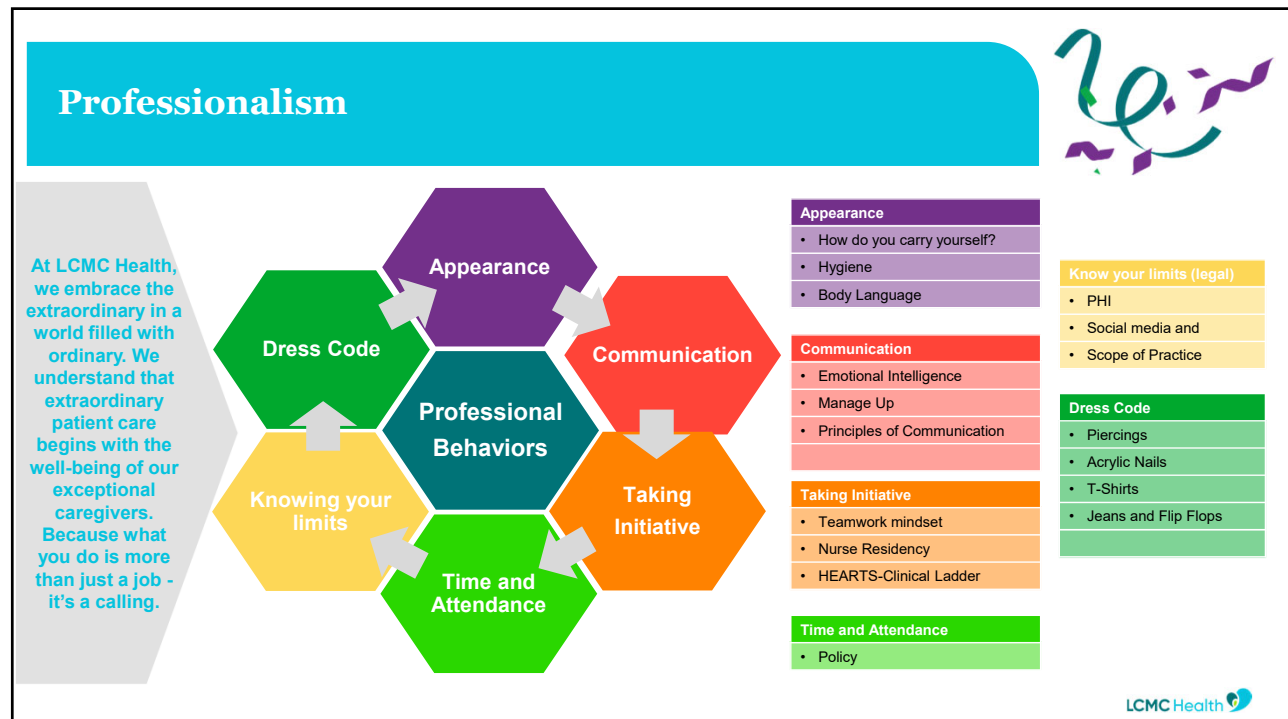 Professionalism
At LCMC Health,
we embrace the
extraordinary in a
world filled with
ordinary. We
understand that
extraordinary
patient care
begins with the
well-being of our
exceptional
caregivers.
Because what
you do is more
than just a job -
it's a calling.
Appearance
Communication
Taking
Initiative
Time and
Attendance
Knowing your
limits
Dress Code
Professional
Behaviors
Appearance
• How do you carry yourself?
• Hygiene
• Body Language
Communication
• Emotional Intelligence
• Manage Up
• Principles of Communication
Taking Initiative
• Teamwork mindset
• Nurse Residency
• HEARTS-Clinical Ladder
Time and Attendance
• Policy
Know your limits (legal)
• PHI
• Social media and
• Scope of Practice
Dress Code
• Piercings
• Acrylic Nails
• T-Shirts
• Jeans and Flip Flops
LCMC Health